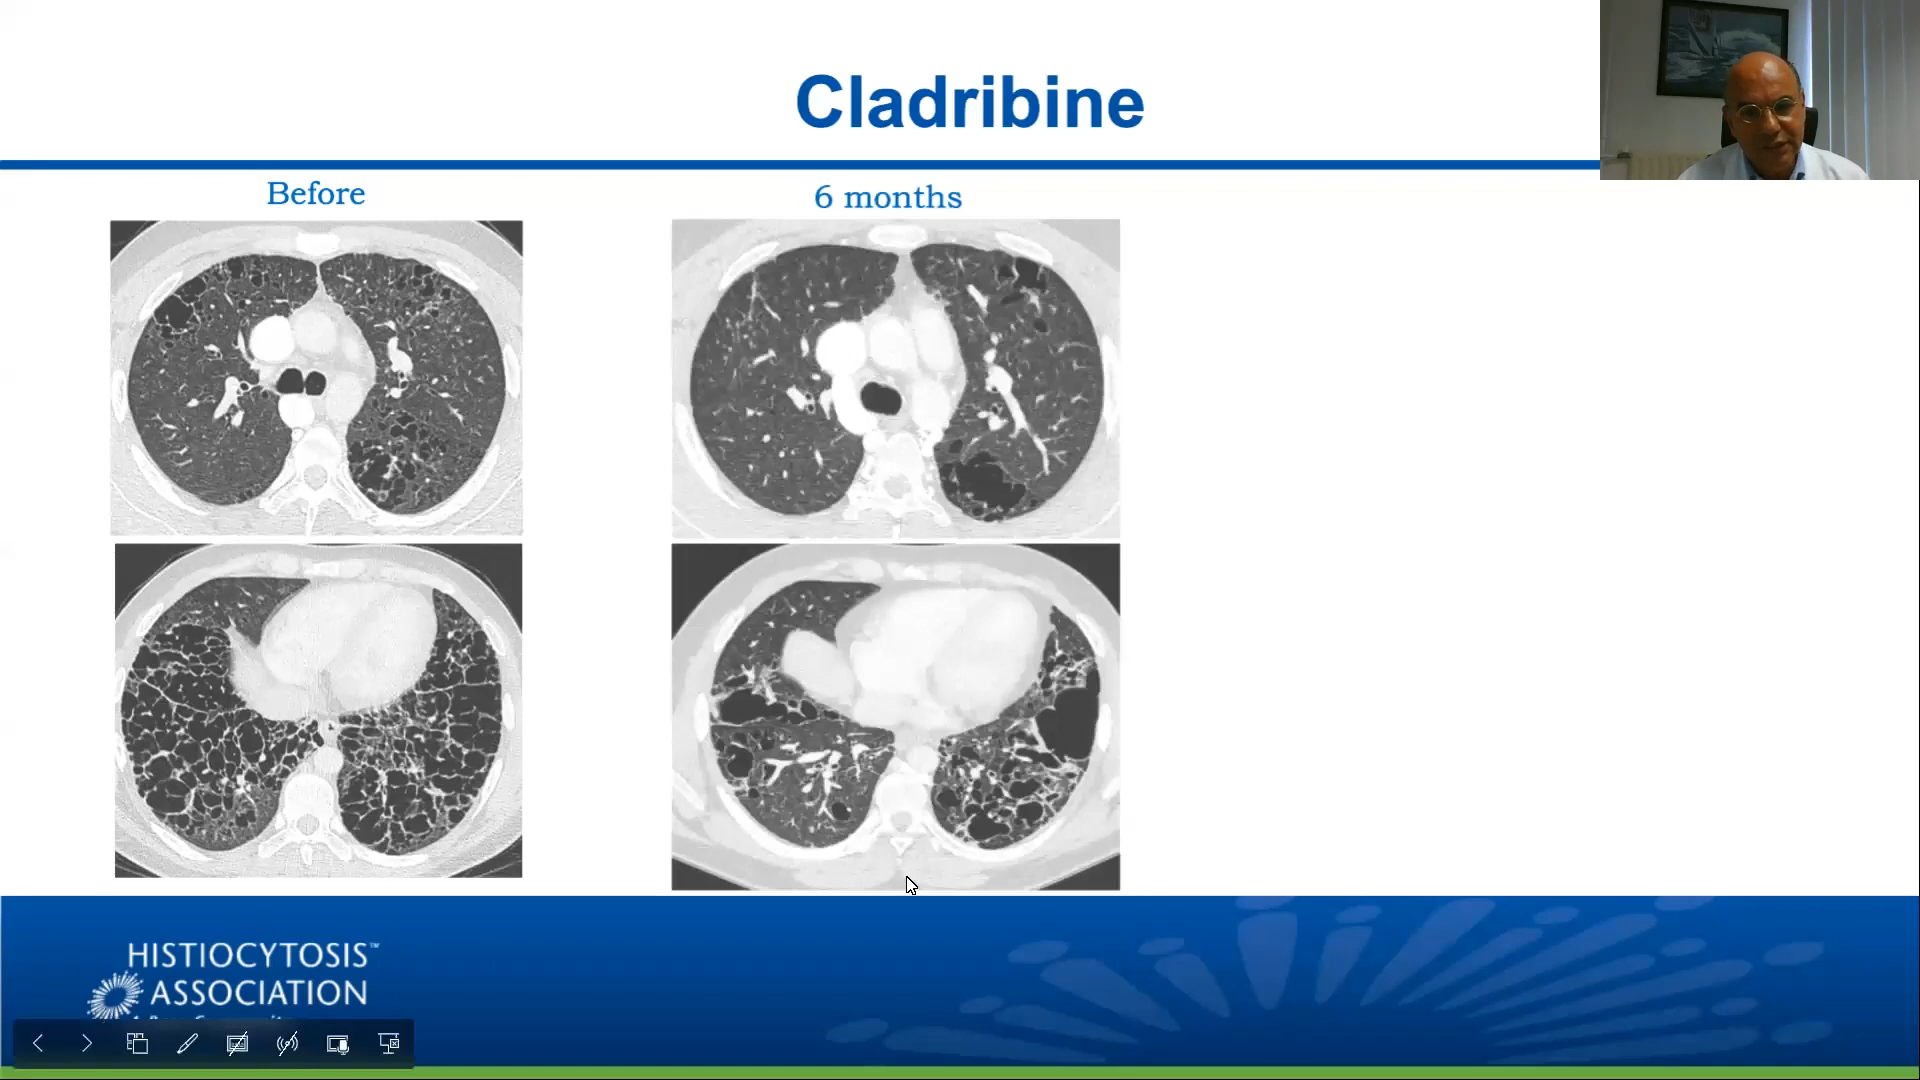 Cladribine
Before
6 months
HISTIOCYTOSIS™
ASSOCIATION